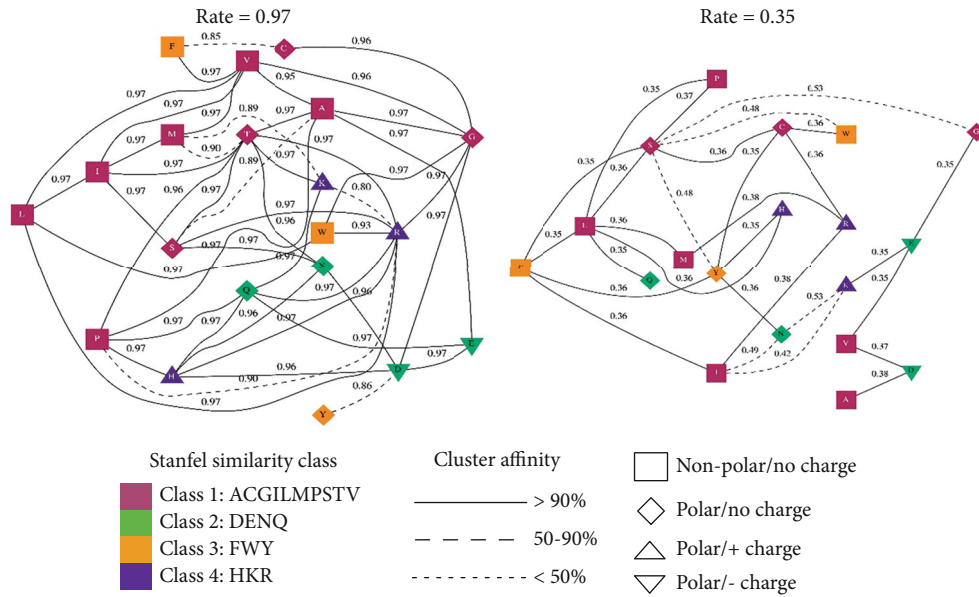 Rate = 0.97
Rate = 0.35
F
0.85
C
0.96
0.97
V
0.95
0.96
0.97
0.97
0.89
0.97
A
0.97
0.97
M
T
G
0.97
0.90
0.97
0.97
I
0.97
0.89
K
0.80
0.97
0.96
0.97
0.97
L
0.96
0.93
W
R
S
0.97
0.97
0.97
N
0.97
Q
0.96
0.96
0.97
0.97
P
0.97
0.97
E
0.97
0.96
H
0.90
D
0.86
0.97
Y
P
0.53
0.35
0.37
0.48
C
0.36
W
G
S
0.36
0.35
0.36
0.35
0.35
0.36
0.48
0.38
H
L
0.36
0.35
R
0.35
0.35
M
E
0.35
Q
0.36
Y
0.36
0.38
K
0.35
0.36
0.53
0.36
N
0.49
0.42
V
0.37
I
0.38
D
A
Stanfel similarity class
Class 1: ACGILMPSTV
Class 2: DENQ
Class 3: FWY
Class 4: HKR
Cluster affinity
> 90%
50-90%
< 50%
Non-polar/no charge
Polar/no charge
Polar/+ charge
Polar/- charge